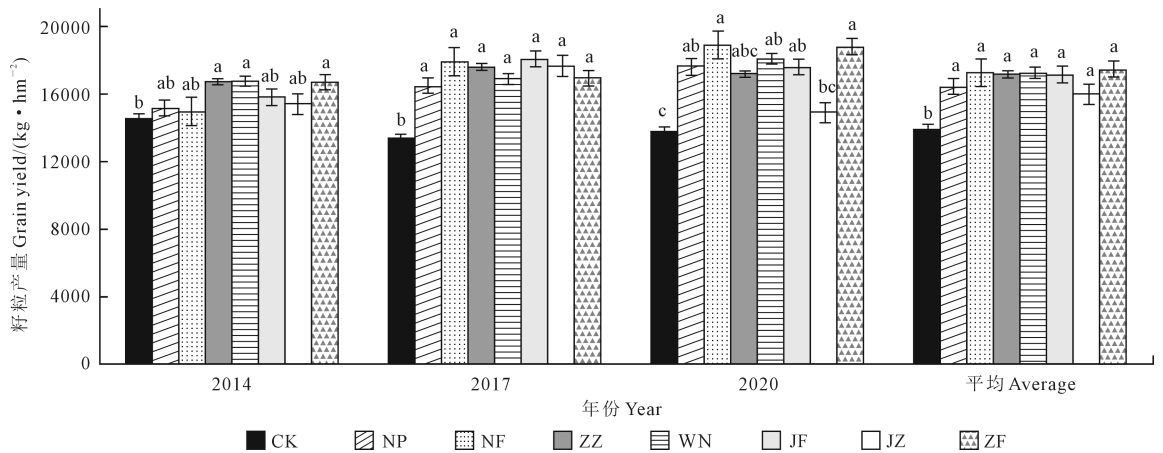 籽粒产量 Grain yield/(kg·hm⁻²)
20000
16000
12000
8000
4000
0
b ab ab a a ab ab a
b a a a a a a a
c ab a abc ab ab bc a
b a a a a a a a
2014 2017 2020 平均 Average
年份 Year
CK NP NF ZZ WN JF JZ ZF